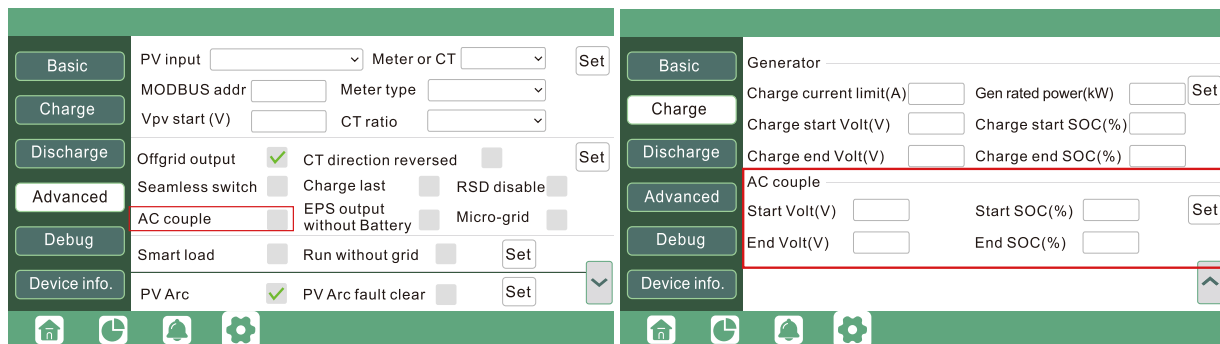 Basic
Charge
Discharge
Advanced
Debug
Device info.
PV input Meter or CT Set
MODBUS addr Meter type
Vpv start (V) CT ratio
Offgrid output CT direction reversed Set
Seamless switch Charge last RSD disable
AC couple EPS output without Battery Micro-grid
Smart load Run without grid Set
PV Arc PV Arc fault clear Set
Basic
Charge
Discharge
Advanced
Debug
Device info.
Generator
Charge current limit(A) Gen rated power(kW) Set
Charge start Volt(V) Charge start SOC(%)
Charge end Volt(V) Charge end SOC(%)
AC couple
Start Volt(V) Start SOC(%) Set
End Volt(V) End SOC(%)